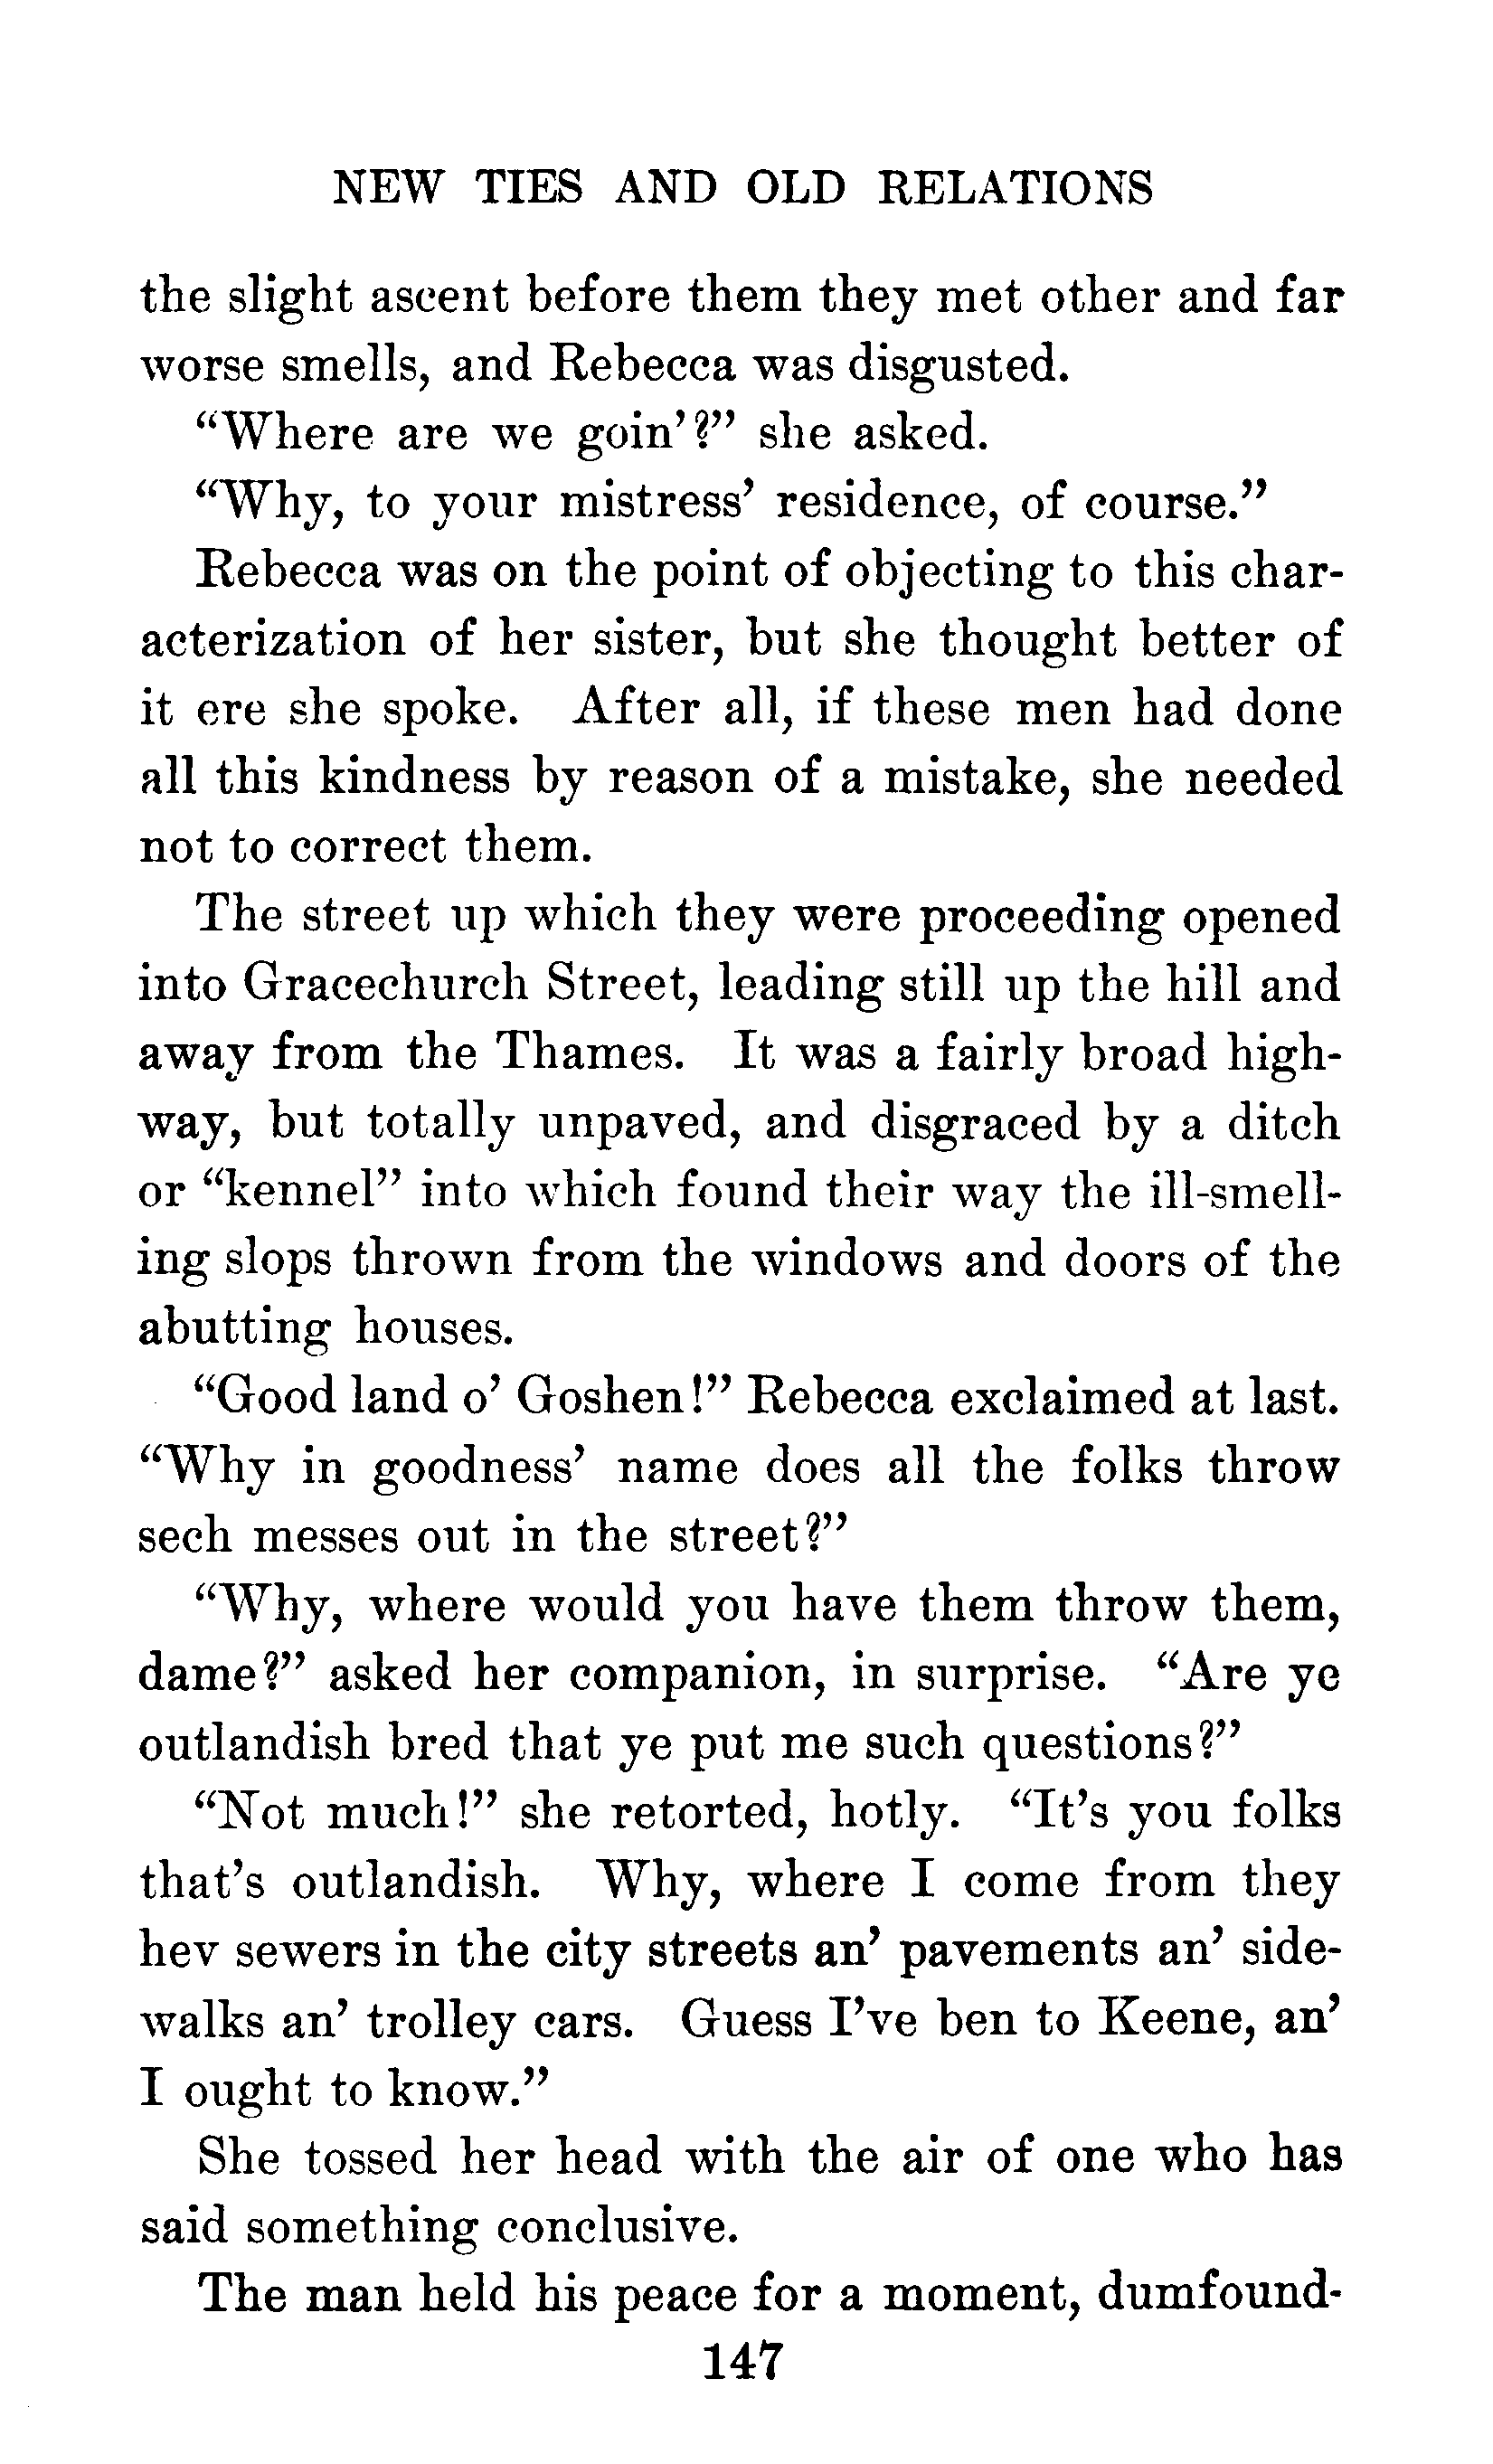 NEW TIES AND OLD RELATIONS
the slight ascent before them they met other and far
worse smells, and Rebecca was disgusted.
"Where are we goin'?" she asked.
"Why, to your mistress' residence, of course."
Rebecca was on the point of objecting to this char-
acterization of her sister, but she thought better of
it ere she spoke. After all, if these men had done
all this kindness by reason of a mistake, she needed
not to correct them.
The street up which they were proceeding opened
into Gracechurch Street, leading still up the hill and
away from the Thames. It was a fairly broad high-
way, but totally unpaved, and disgraced by a ditch
or "kennel" into which found their way the ill-smell-
ing slops thrown from the windows and doors of the
abutting houses.
"Good land o' Goshen!" Rebecca exclaimed at last.
"Why in goodness' name does all the folks throw
sech messes out in the street?"
"Why, where would you have them throw them,
dame?" asked her companion, in surprise. "Are ye
outlandish bred that ye put me such questions?"
"Not much!" she retorted, hotly. "It's you folks
that's outlandish. Why, where I come from they
hev sewers in the city streets an' pavements an' side-
walks an' trolley cars. Guess I've ben to Keene, an'
I ought to know."
She tossed her head with the air of one who has
said something conclusive.
The man held his peace for a moment, dumfound-
147